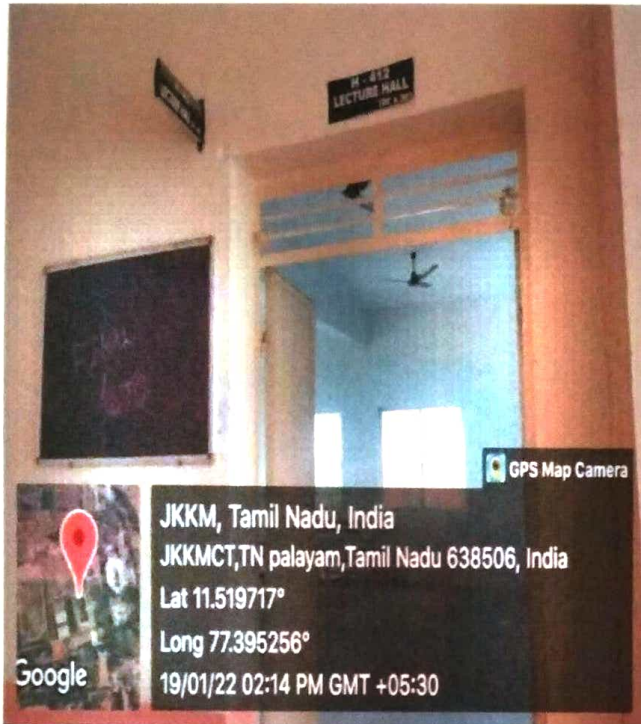 H - 412
LECTURE HALL
GPS Map Camera
JKKM, Tamil Nadu, India
JKKMCT,TN palayam,Tamil Nadu 638506, India
Lat 11.519717°
Long 77.395256°
19/01/22 02:14 PM GMT +05:30
Google